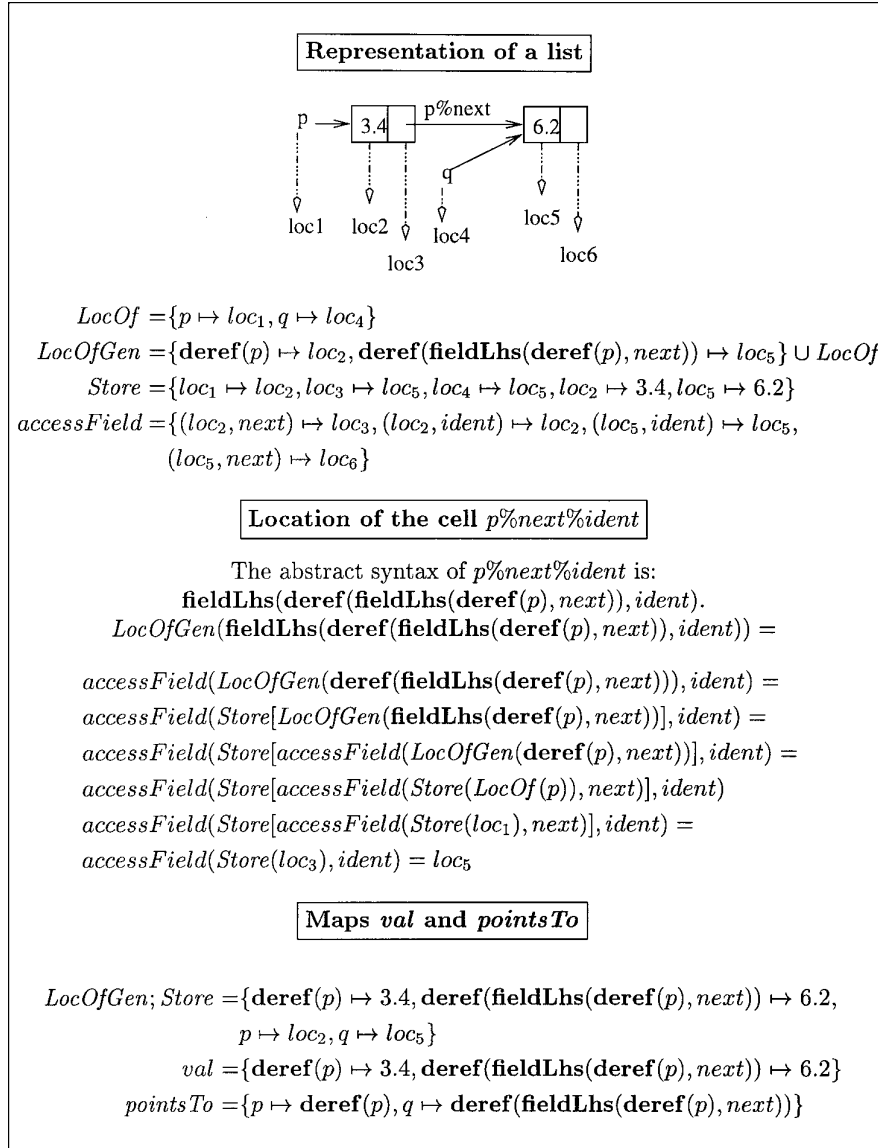 Representation of a list
p
3.4
p%next
6.2
q
loc1
loc2
loc3
loc4
loc5
loc6
LocOf ={p ↦ loc₁, q ↦ loc₄}
LocOfGen ={deref(p) ↦ loc₂, deref(fieldLhs(deref(p), next)) ↦ loc₅} ∪ LocOf
Store ={loc₁ ↦ loc₂, loc₃ ↦ loc₅, loc₄ ↦ loc₅, loc₂ ↦ 3.4, loc₅ ↦ 6.2}
accessField ={(loc₂, next) ↦ loc₃, (loc₂, ident) ↦ loc₂, (loc₅, ident) ↦ loc₅,
(loc₅, next) ↦ loc₆}
Location of the cell p%next%ident
The abstract syntax of p%next%ident is:
fieldLhs(deref(fieldLhs(deref(p), next)), ident).
LocOfGen(fieldLhs(deref(fieldLhs(deref(p), next)), ident)) =
accessField(LocOfGen(deref(fieldLhs(deref(p), next))), ident) =
accessField(Store[LocOfGen(fieldLhs(deref(p), next))], ident) =
accessField(Store[accessField(LocOfGen(deref(p), next))], ident) =
accessField(Store[accessField(Store(LocOf(p)), next)], ident)
accessField(Store[accessField(Store(loc₁), next)], ident) =
accessField(Store(loc₃), ident) = loc₅
Maps val and pointsTo
LocOfGen; Store ={deref(p) ↦ 3.4, deref(fieldLhs(deref(p), next)) ↦ 6.2,
p ↦ loc₂, q ↦ loc₅}
val ={deref(p) ↦ 3.4, deref(fieldLhs(deref(p), next)) ↦ 6.2}
pointsTo ={p ↦ deref(p), q ↦ deref(fieldLhs(deref(p), next))}